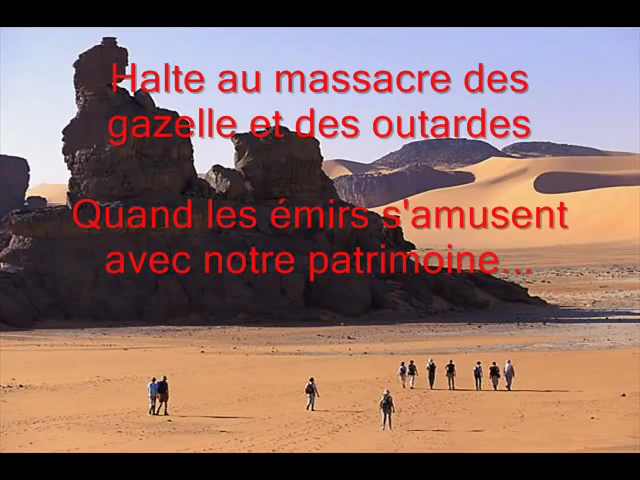 Halte au massacre des
gazelle et des outardes
Quand les émirs s'amusent
avec notre patrimoine...